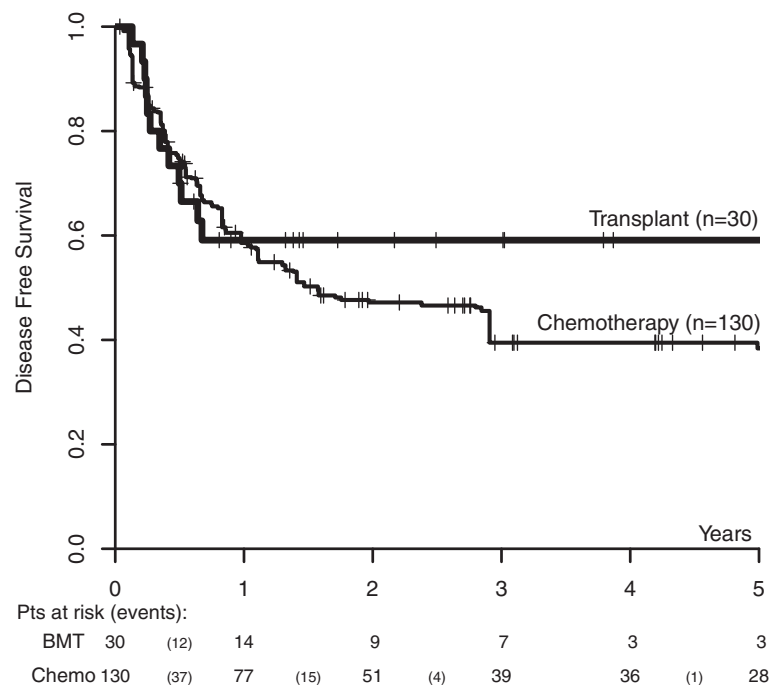 Disease Free Survival
1.0
0.8
0.6
0.4
0.2
0.0
Transplant (n=30)
Chemotherapy (n=130)
Years
0 1 2 3 4 5
Pts at risk (events):
BMT 30 (12) 14 9 7 3 3
Chemo 130 (37) 77 (15) 51 (4) 39 36 (1) 28